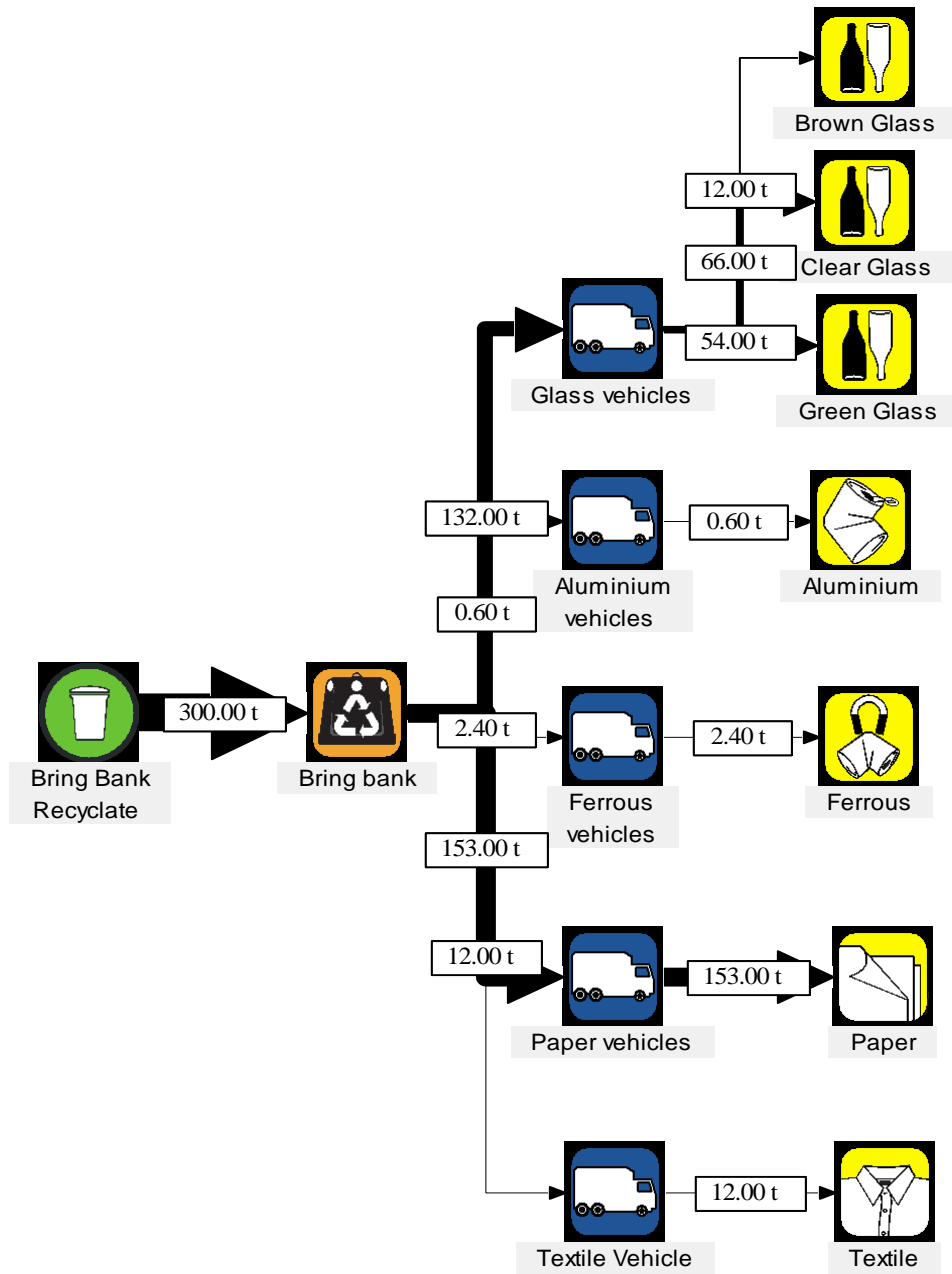 Brown Glass
12.00 t
66.00 t
Clear Glass
54.00 t
Glass vehicles
Green Glass
132.00 t
0.60 t
Aluminium
vehicles
Aluminium
0.60 t
300.00 t
2.40 t
2.40 t
Bring Bank
Recyclate
Bring bank
Ferrous
vehicles
Ferrous
153.00 t
12.00 t
153.00 t
Paper vehicles
Paper
12.00 t
Textile Vehicle
Textile